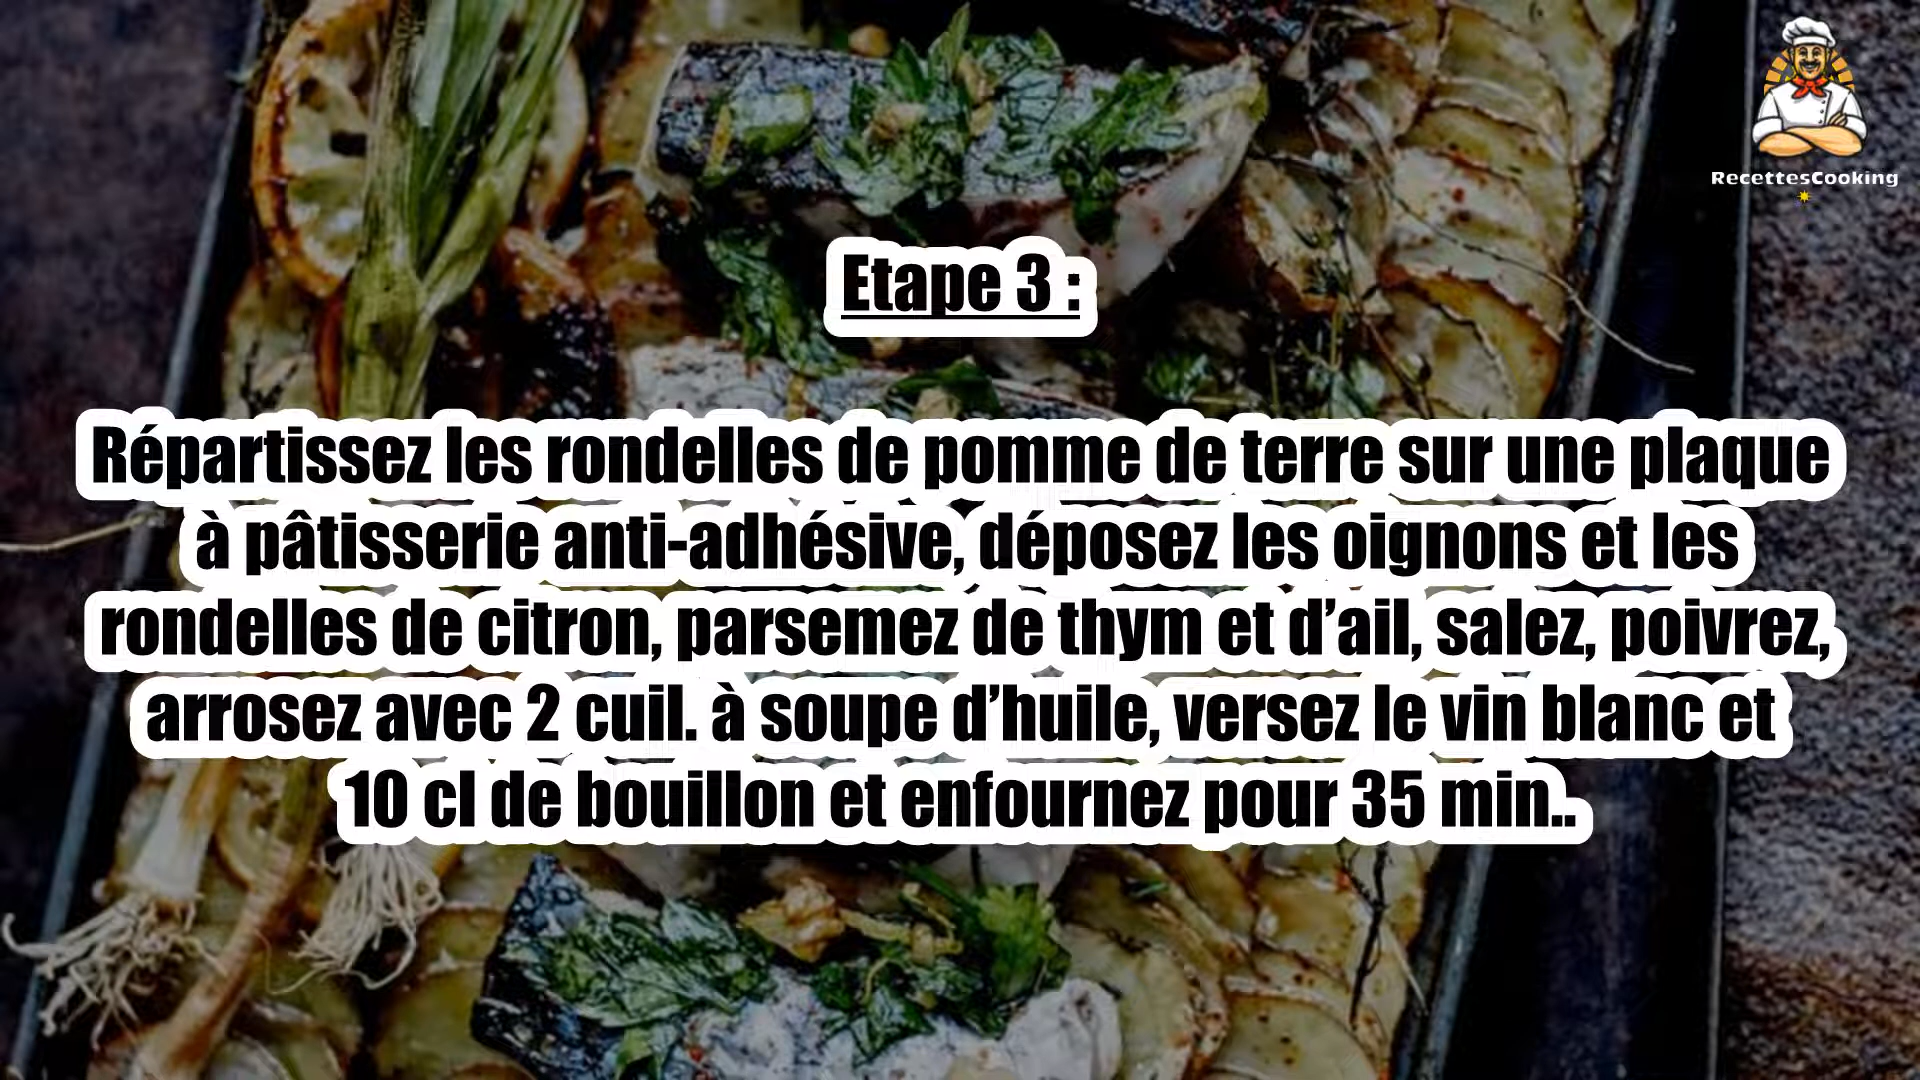 RecettesCooking
Etape 3 :
Répartissez les rondelles de pomme de terre sur une plaque
à pâtisserie anti-adhésive, déposez les oignons et les
rondelles de citron, parsemez de thym et d’ail, salez, poivrez,
arrosez avec 2 cuil. à soupe d’huile, versez le vin blanc et
10 cl de bouillon et enfournez pour 35 min..